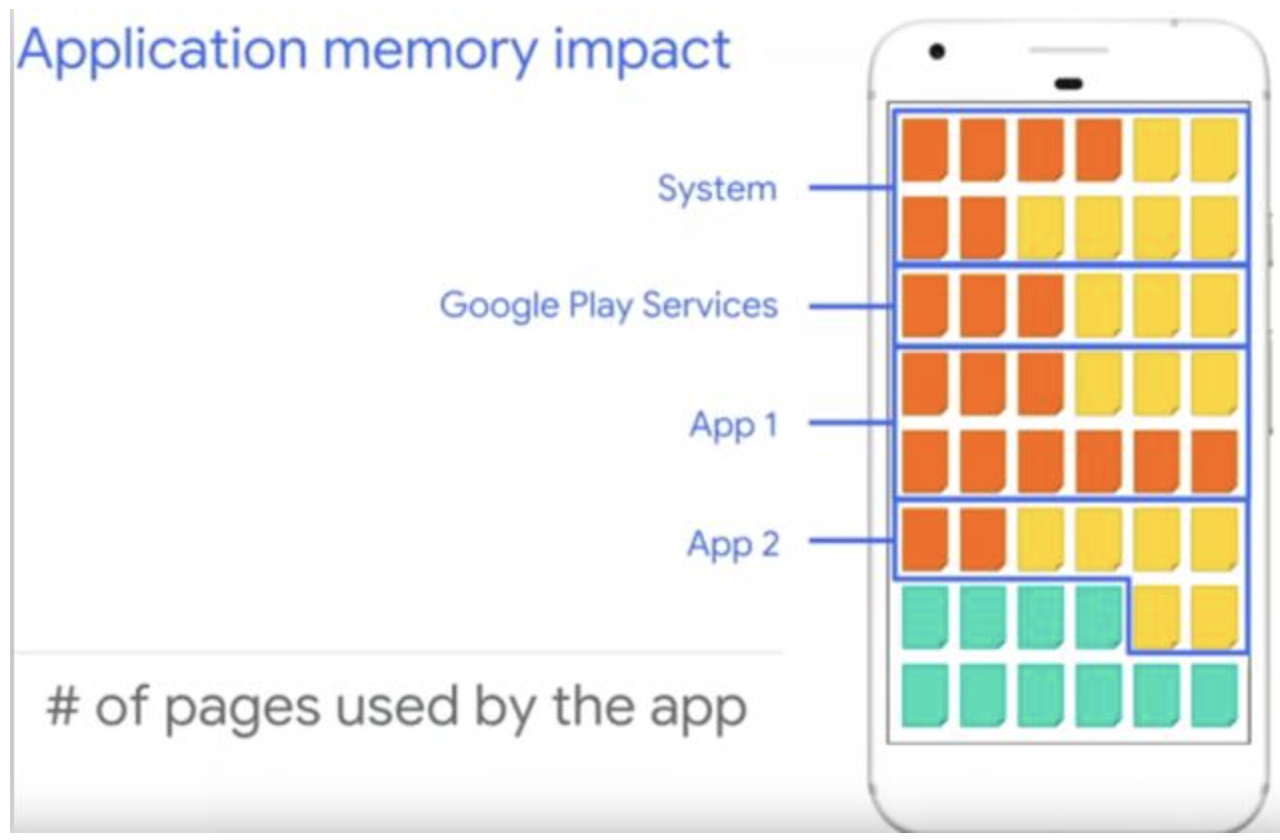 Application memory impact
System
Google Play Services
App 1
App 2
# of pages used by the app